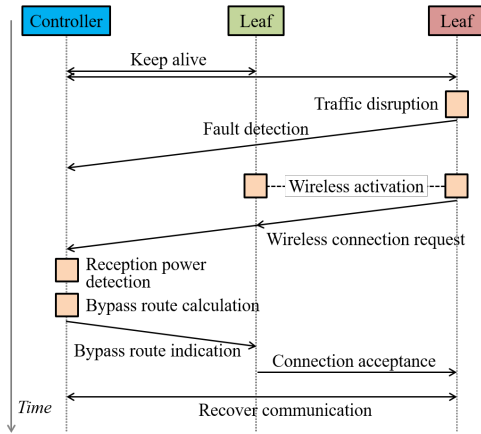 Controller
Leaf
Leaf
Keep alive
Traffic disruption
Fault detection
Wireless activation
Wireless connection request
Reception power
detection
Bypass route calculation
Bypass route indication
Connection acceptance
Time
Recover communication